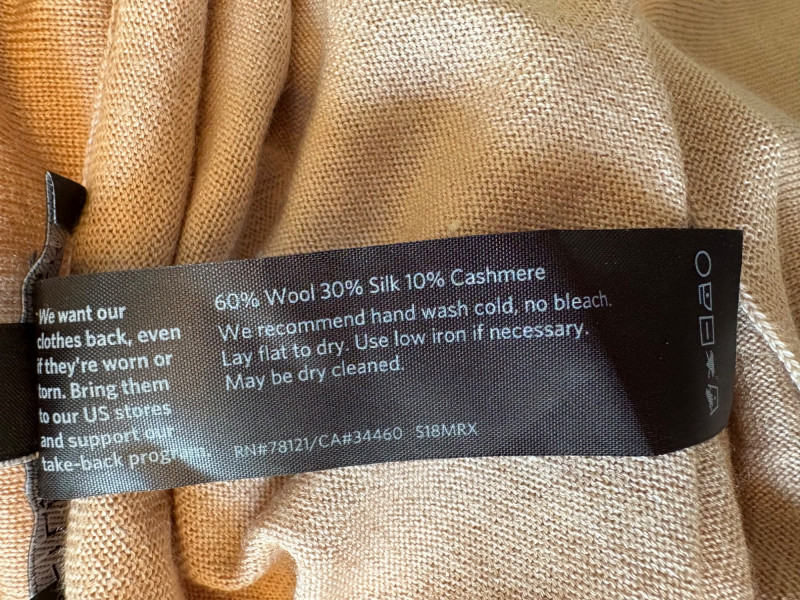 We want our
clothes back, even
if they're worn or
torn. Bring them
to our US stores
and support our
take-back program.
60% Wool 30% Silk 10% Cashmere
We recommend hand wash cold, no bleach.
Lay flat to dry. Use low iron if necessary.
May be dry cleaned.
RN#78121/CA#34460 S18MRX